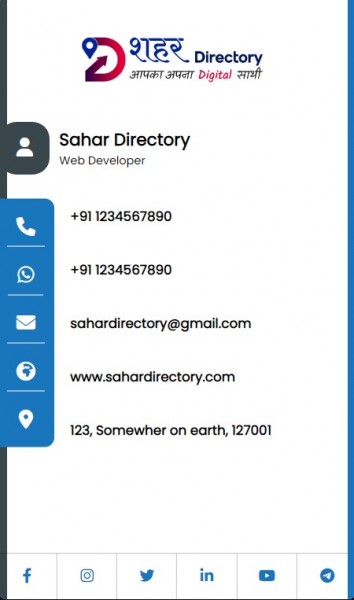 शहर Directory
आपका अपना Digital साथी
Sahar Directory
Web Developer
+91 1234567890
+91 1234567890
sahardirectory@gmail.com
www.sahardirectory.com
123, Somewher on earth, 127001